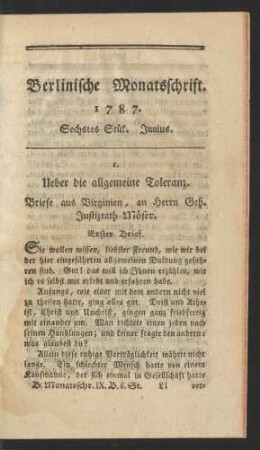 Berlinische Monatsschrift.
1787.
Sechstes Stük. Junius.
1.
Ueber die allgemeine Toleranz.
Briefe aus Virginien, an Herrn Geh.
Justizrath Möser.
Erster Brief.
Sie wollen wissen, liebster Freund, wie wir bei
der hier eingeführten allgemeinen Duldung gefah-
ren sind. Gut! das will ich Ihnen erzählen, wie
ich es selbst mit erlebt und erfahren habe.
Anfangs, wie einer mit dem andern nicht viel
zu theilen hatte, ging alles recht gut. Deist und Athe-
ist, Christ und Unchrist, gingen ganz friedfertig
mit einander um. Man richtete einen jeden nach
seinen Handlungen; und keiner fragte den andern:
was glaubest du?
Allein diese ruhige Verträglichkeit währte nicht
lange. Ein schlechter Mensch hatte von einem
Kaufmanne, der sich einmal in Gesellschaft hatte
B. Monatsschr. IX. B. 6. St. Ll ver-